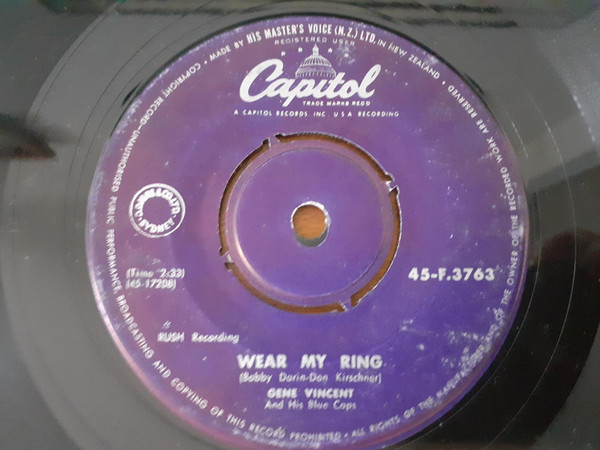 MADE BY HIS MASTER'S VOICE (N.Z.) LTD. IN NEW ZEALAND
REGISTERED USER
Capitol
TRADE MARKS REGD
A CAPITOL RECORDS, INC. U S A RECORDING
SYDNEY
(Time 2:33)
(45-17208)
45-F.3763
RUSH Recording
WEAR MY RING
(Bobby Darin-Don Kirschner)
GENE VINCENT
And His Blue Caps
COPYRIGHT RECORD—UNAUTHORISED PUBLIC PERFORMANCE, BROADCASTING AND COPYING OF THIS RECORD PROHIBITED • ALL RIGHTS OF THE AND OF THE OWNER OF THE RECORDED WORK ARE RESERVED